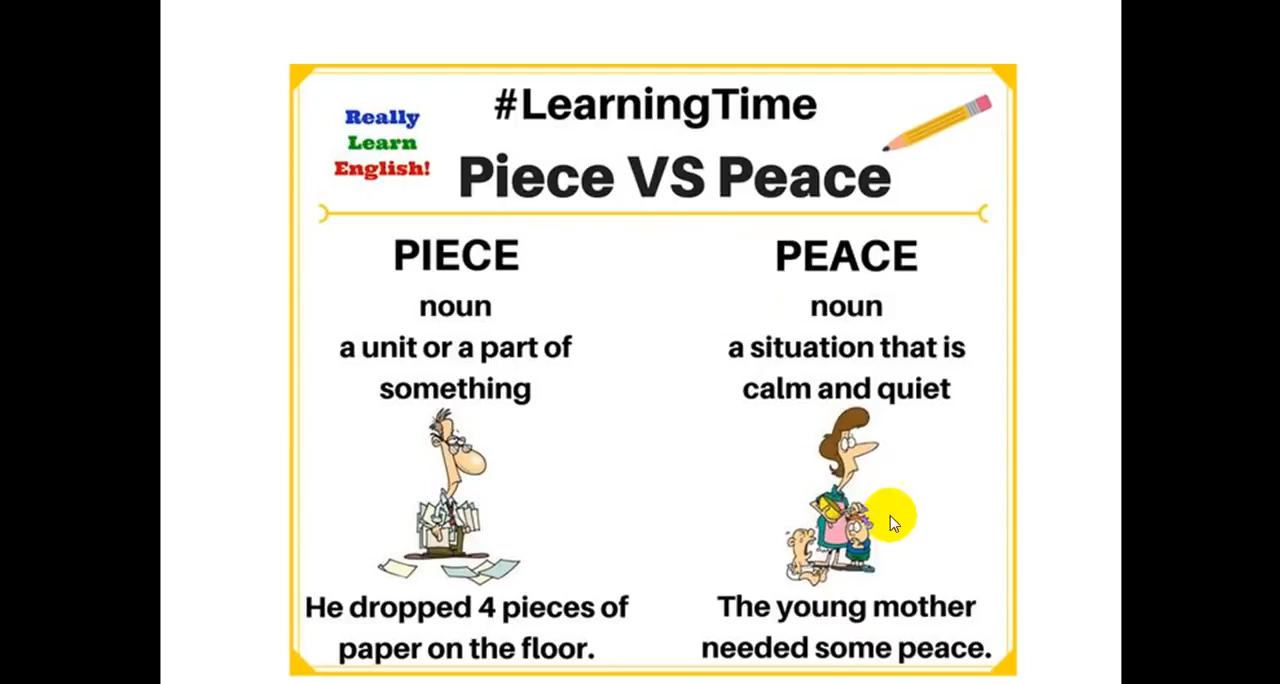 #LearningTime
Really
Learn
English!
Piece VS Peace
PIECE
noun
a unit or a part of
something
He dropped 4 pieces of
paper on the floor.
PEACE
noun
a situation that is
calm and quiet
The young mother
needed some peace.